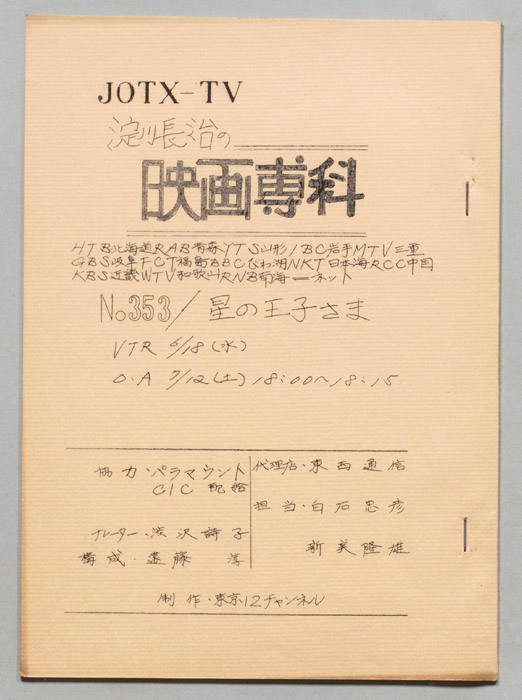 JOTX-TV
淀川長治の
映画専科
HTB北海道RAB青森YTS山形IBC岩手MTV三重
GBS岐阜FCT福島BBCびわ湖NKT日本海RCC中国
KBS近畿WTV和歌山RNB南海――ネット
No.353/星の王子さま
VTR 6/18(水)
O.A 7/12(土)18:00〜18:15
協力・パラマウント
CIC 配給
ナレーター・渋沢詩子
構成・遠藤 淳
代理店・東西通信
担当・白石忠彦
新美隆雄
制作・東京12チャンネル